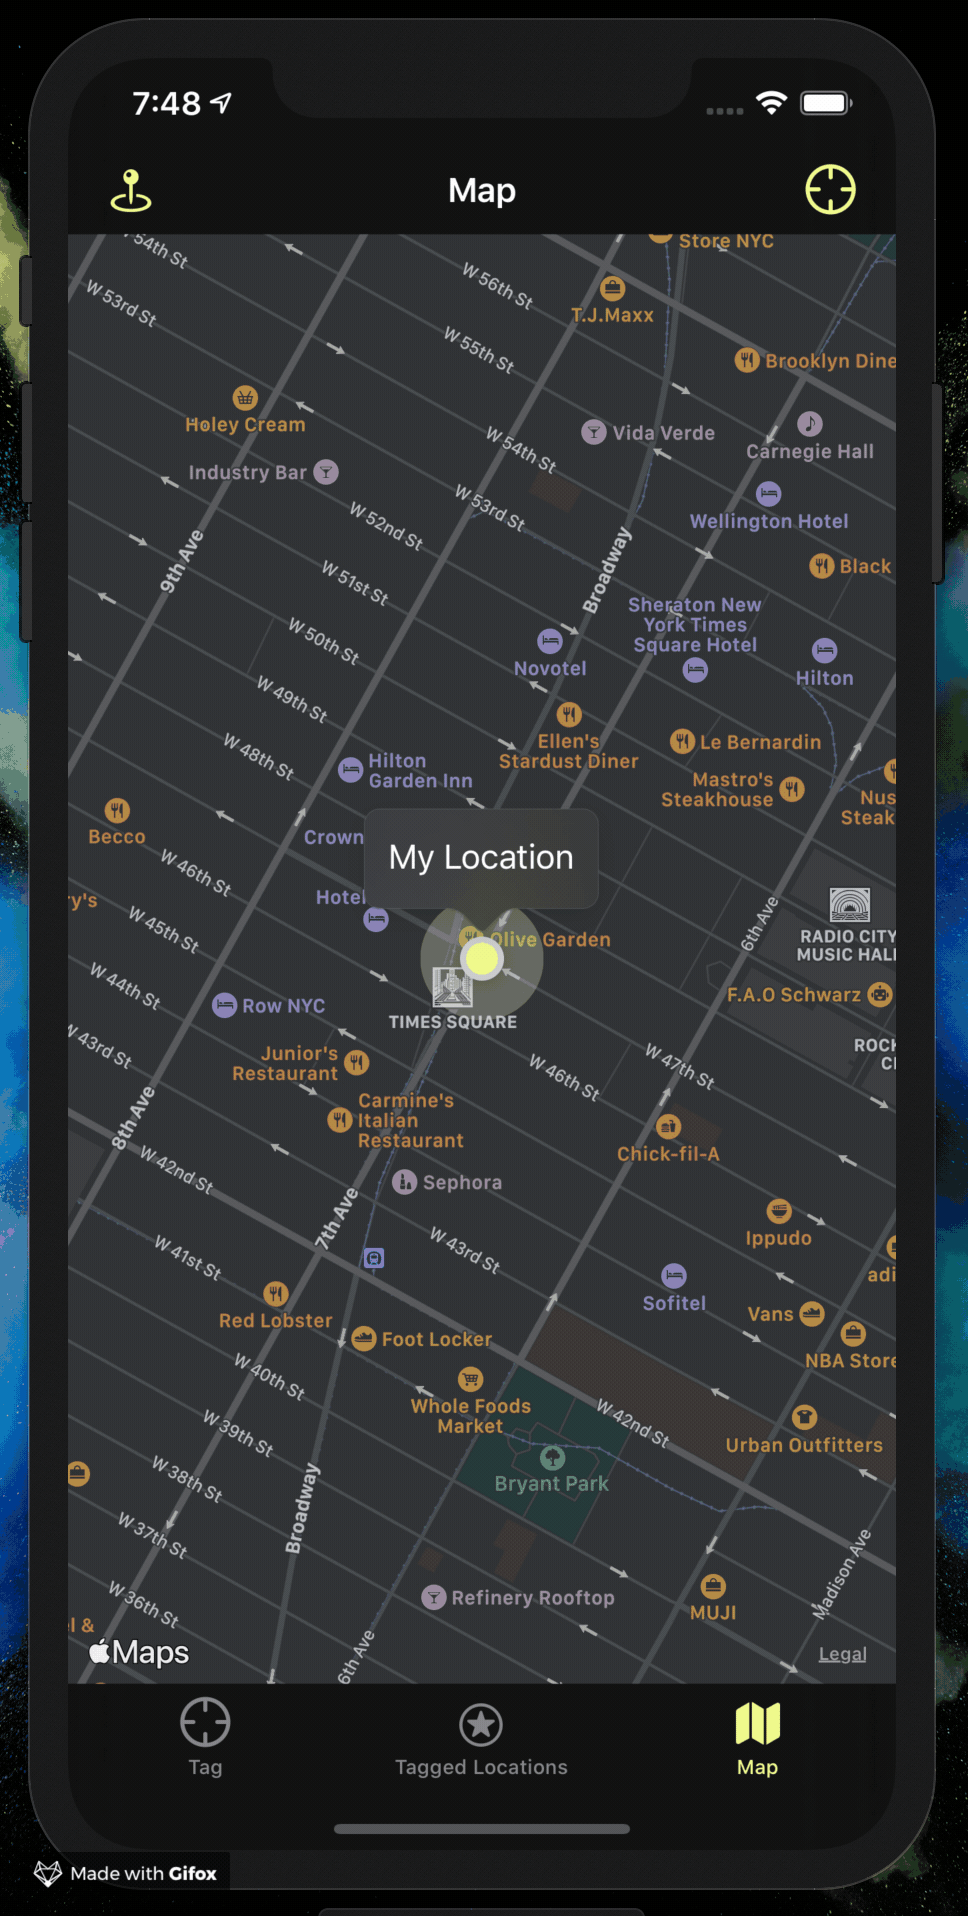 7:48
Map
W 54th St
Store NYC
W 56th St
W 53rd St
T.J.Maxx
W 55th St
Brooklyn Dine
Holey Cream
Vida Verde
Carnegie Hall
W 54th St
Industry Bar
W 53rd St
Wellington Hotel
W 52nd St
9th Ave
Broadway
Black
W 51st St
Sheraton New
York Times
Square Hotel
W 50th St
Novotel
Hilton
W 49th St
Ellen's
Stardust Diner
Le Bernardin
W 48th St
Hilton
Garden Inn
Mastro's
Steakhouse
Nus
Steak
Becco
Crown
My Location
W 46th St
Hotel
ry's
W 45th St
6th Ave
RADIO CITY
MUSIC HALL
Olive Garden
W 44th St
F.A.O Schwarz
Row NYC
TIMES SQUARE
W 43rd St
ROCK
CE
Junior's
Restaurant
W 46th St
W 47th St
8th Ave
Carmine's
Italian
Restaurant
Chick-fil-A
W 42nd St
Sephora
7th Ave
Ippudo
W 41st St
W 43rd St
adi
Red Lobster
Sofitel
Vans
Foot Locker
NBA Store
W 40th St
Whole Foods
Market
W 42nd St
W 39th St
Urban Outfitters
W 38th St
Bryant Park
Broadway
W 37th St
Madison Ave
W 36th St
Refinery Rooftop
MUJI
l &
6th Ave
Maps
Legal
Tag
Tagged Locations
Map
Made with Gifox